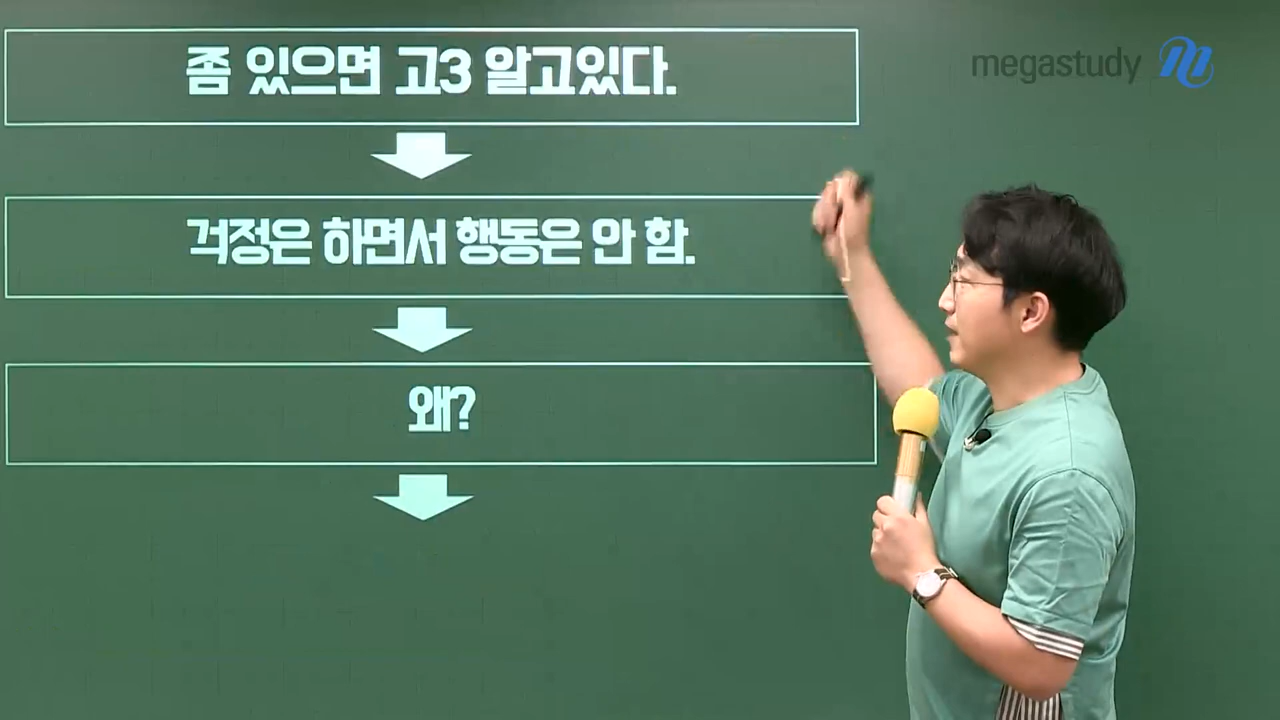 좀 있으면 고3 알고있다.
megastudy
걱정은 하면서 행동은 안 함.
왜?